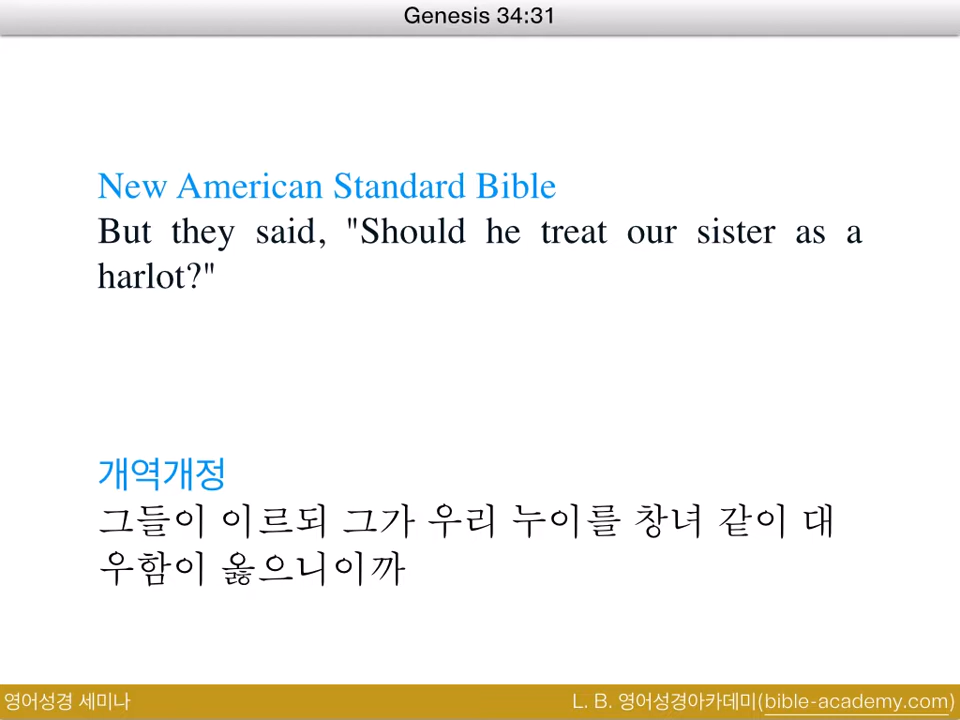 Genesis 34:31
New American Standard Bible
But they said, "Should he treat our sister as a
harlot?"
개역개정
그들이 이르되 그가 우리 누이를 창녀 같이 대
우함이 옳으니이까
영어성경 세미나
L. B. 영어성경아카데미(bible-academy.com)